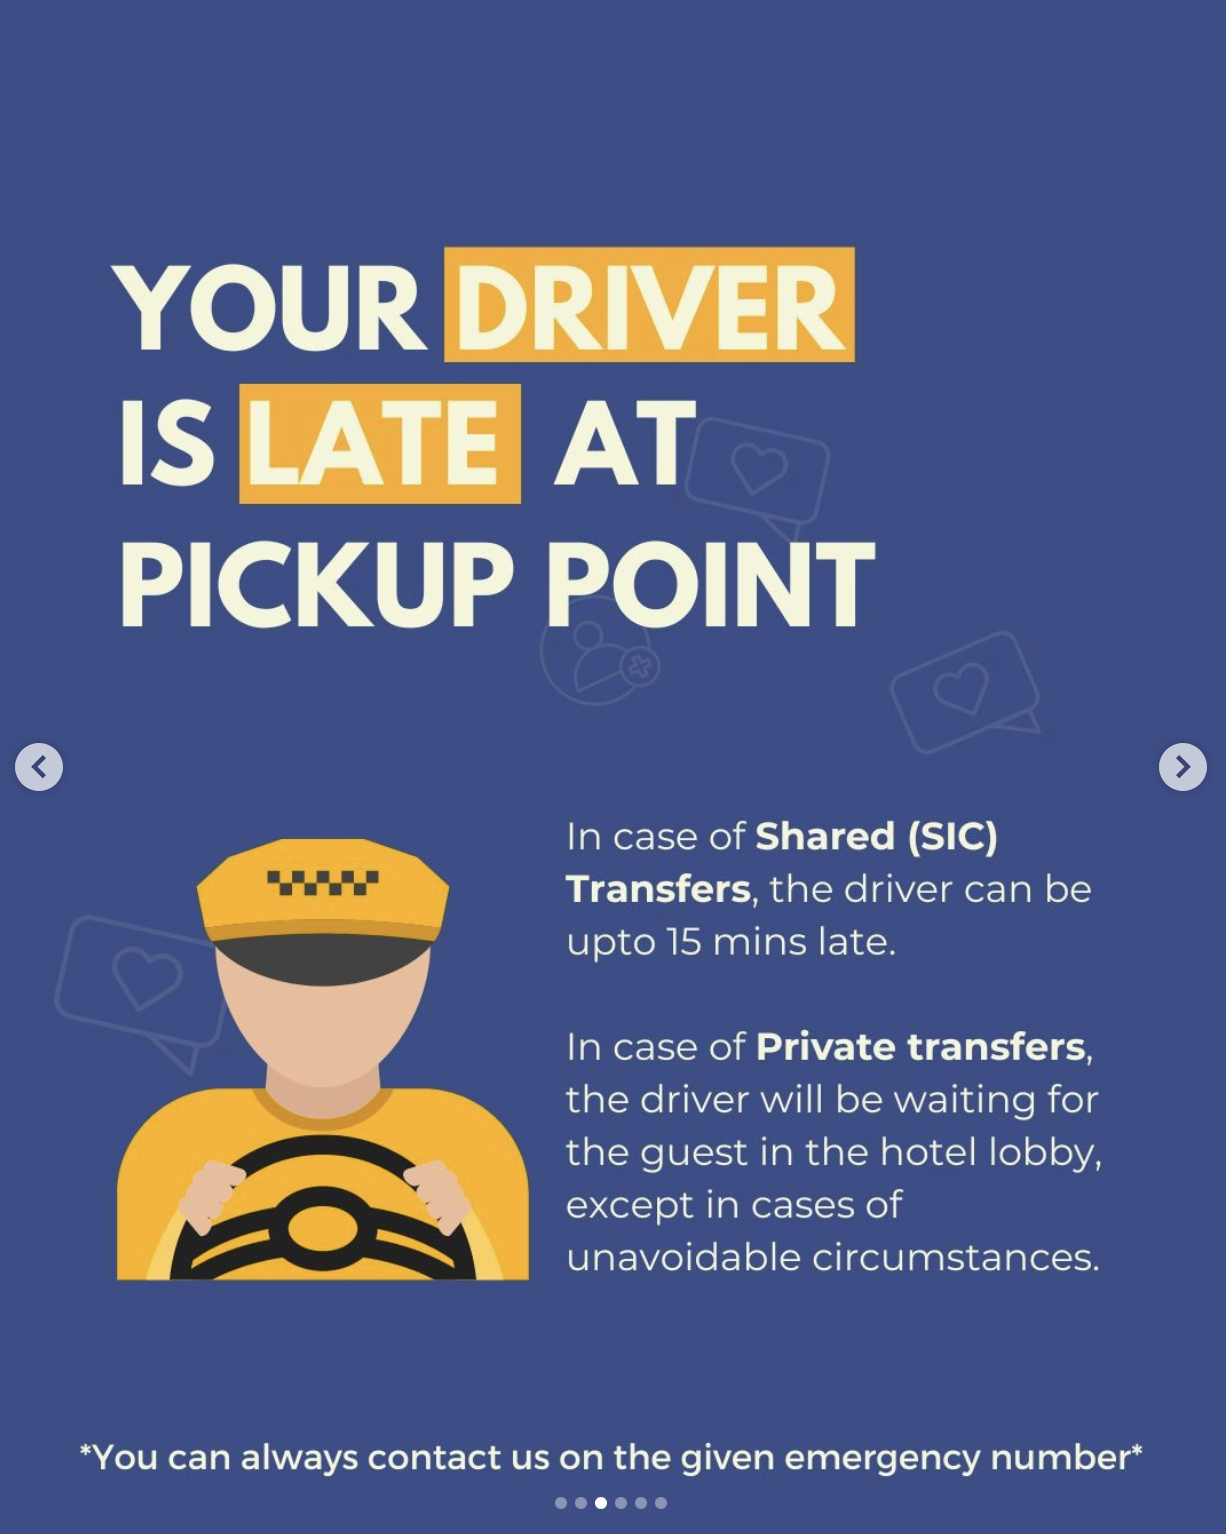 YOUR DRIVER
IS LATE AT
PICKUP POINT
In case of Shared (SIC)
Transfers, the driver can be
upto 15 mins late.
In case of Private transfers,
the driver will be waiting for
the guest in the hotel lobby,
except in cases of
unavoidable circumstances.
*You can always contact us on the given emergency number*